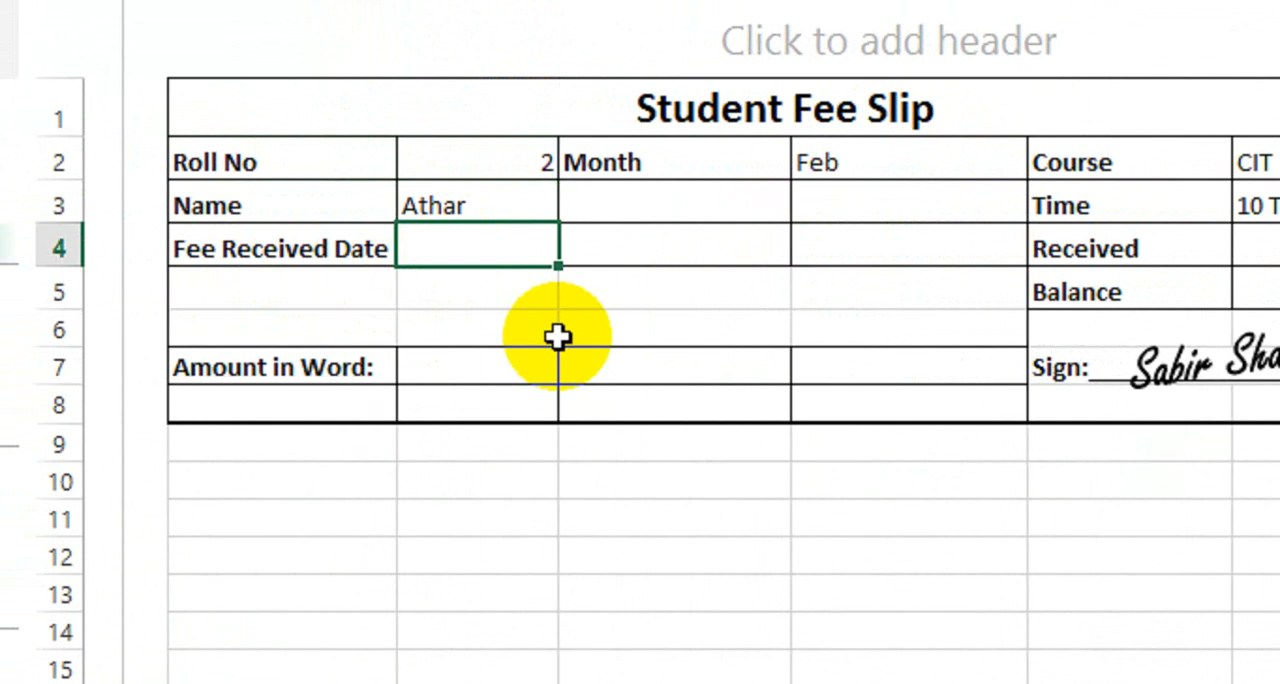 Click to add header
1 Student Fee Slip
2 Roll No 2 Month Feb Course CIT
3 Name Athar Time 10
4 Fee Received Date Received
5 Balance
6
7 Amount in Word: Sign: Sabir
8
9
10
11
12
13
14
15